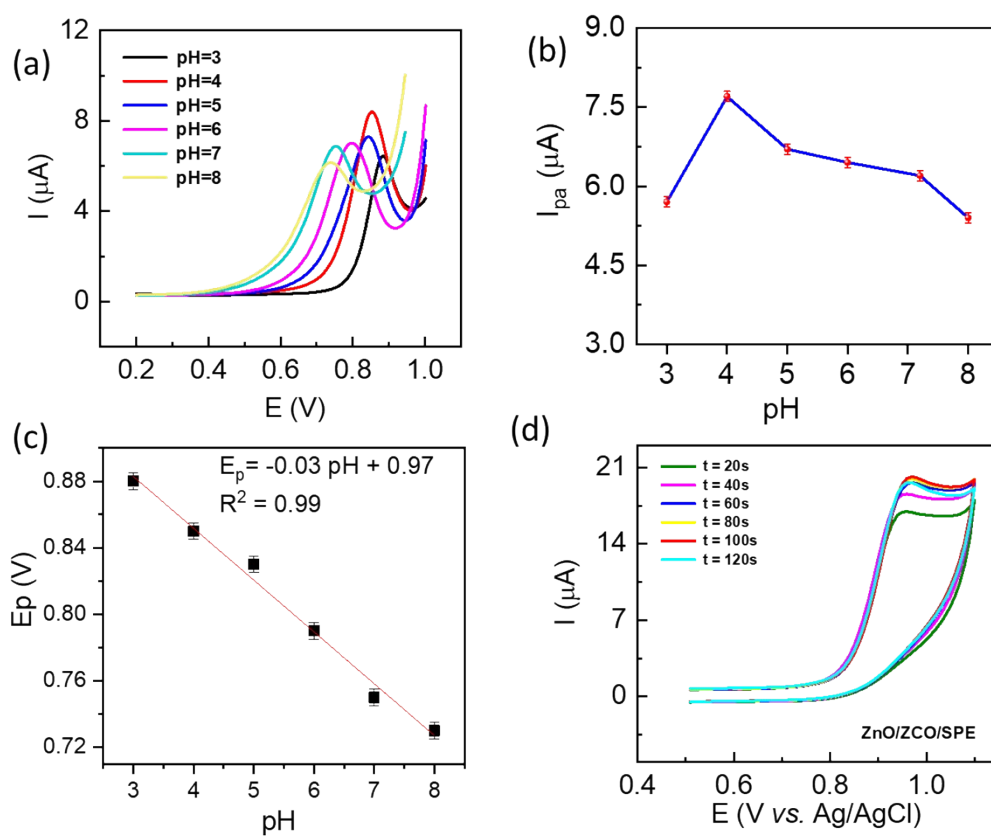 (a)
12
8
4
0
I (μA)
pH=3
pH=4
pH=5
pH=6
pH=7
pH=8
0.2 0.4 0.6 0.8 1.0
E (V)
(b)
9.0
7.5
6.0
4.5
3.0
I_pa (μA)
3 4 5 6 7 8
pH
(c)
E_p= -0.03 pH + 0.97
R² = 0.99
0.88
0.84
0.80
0.76
0.72
Ep (V)
3 4 5 6 7 8
pH
(d)
21
14
7
0
I (μA)
t = 20s
t = 40s
t = 60s
t = 80s
t = 100s
t = 120s
ZnO/ZCO/SPE
0.4 0.6 0.8 1.0
E (V vs. Ag/AgCl)